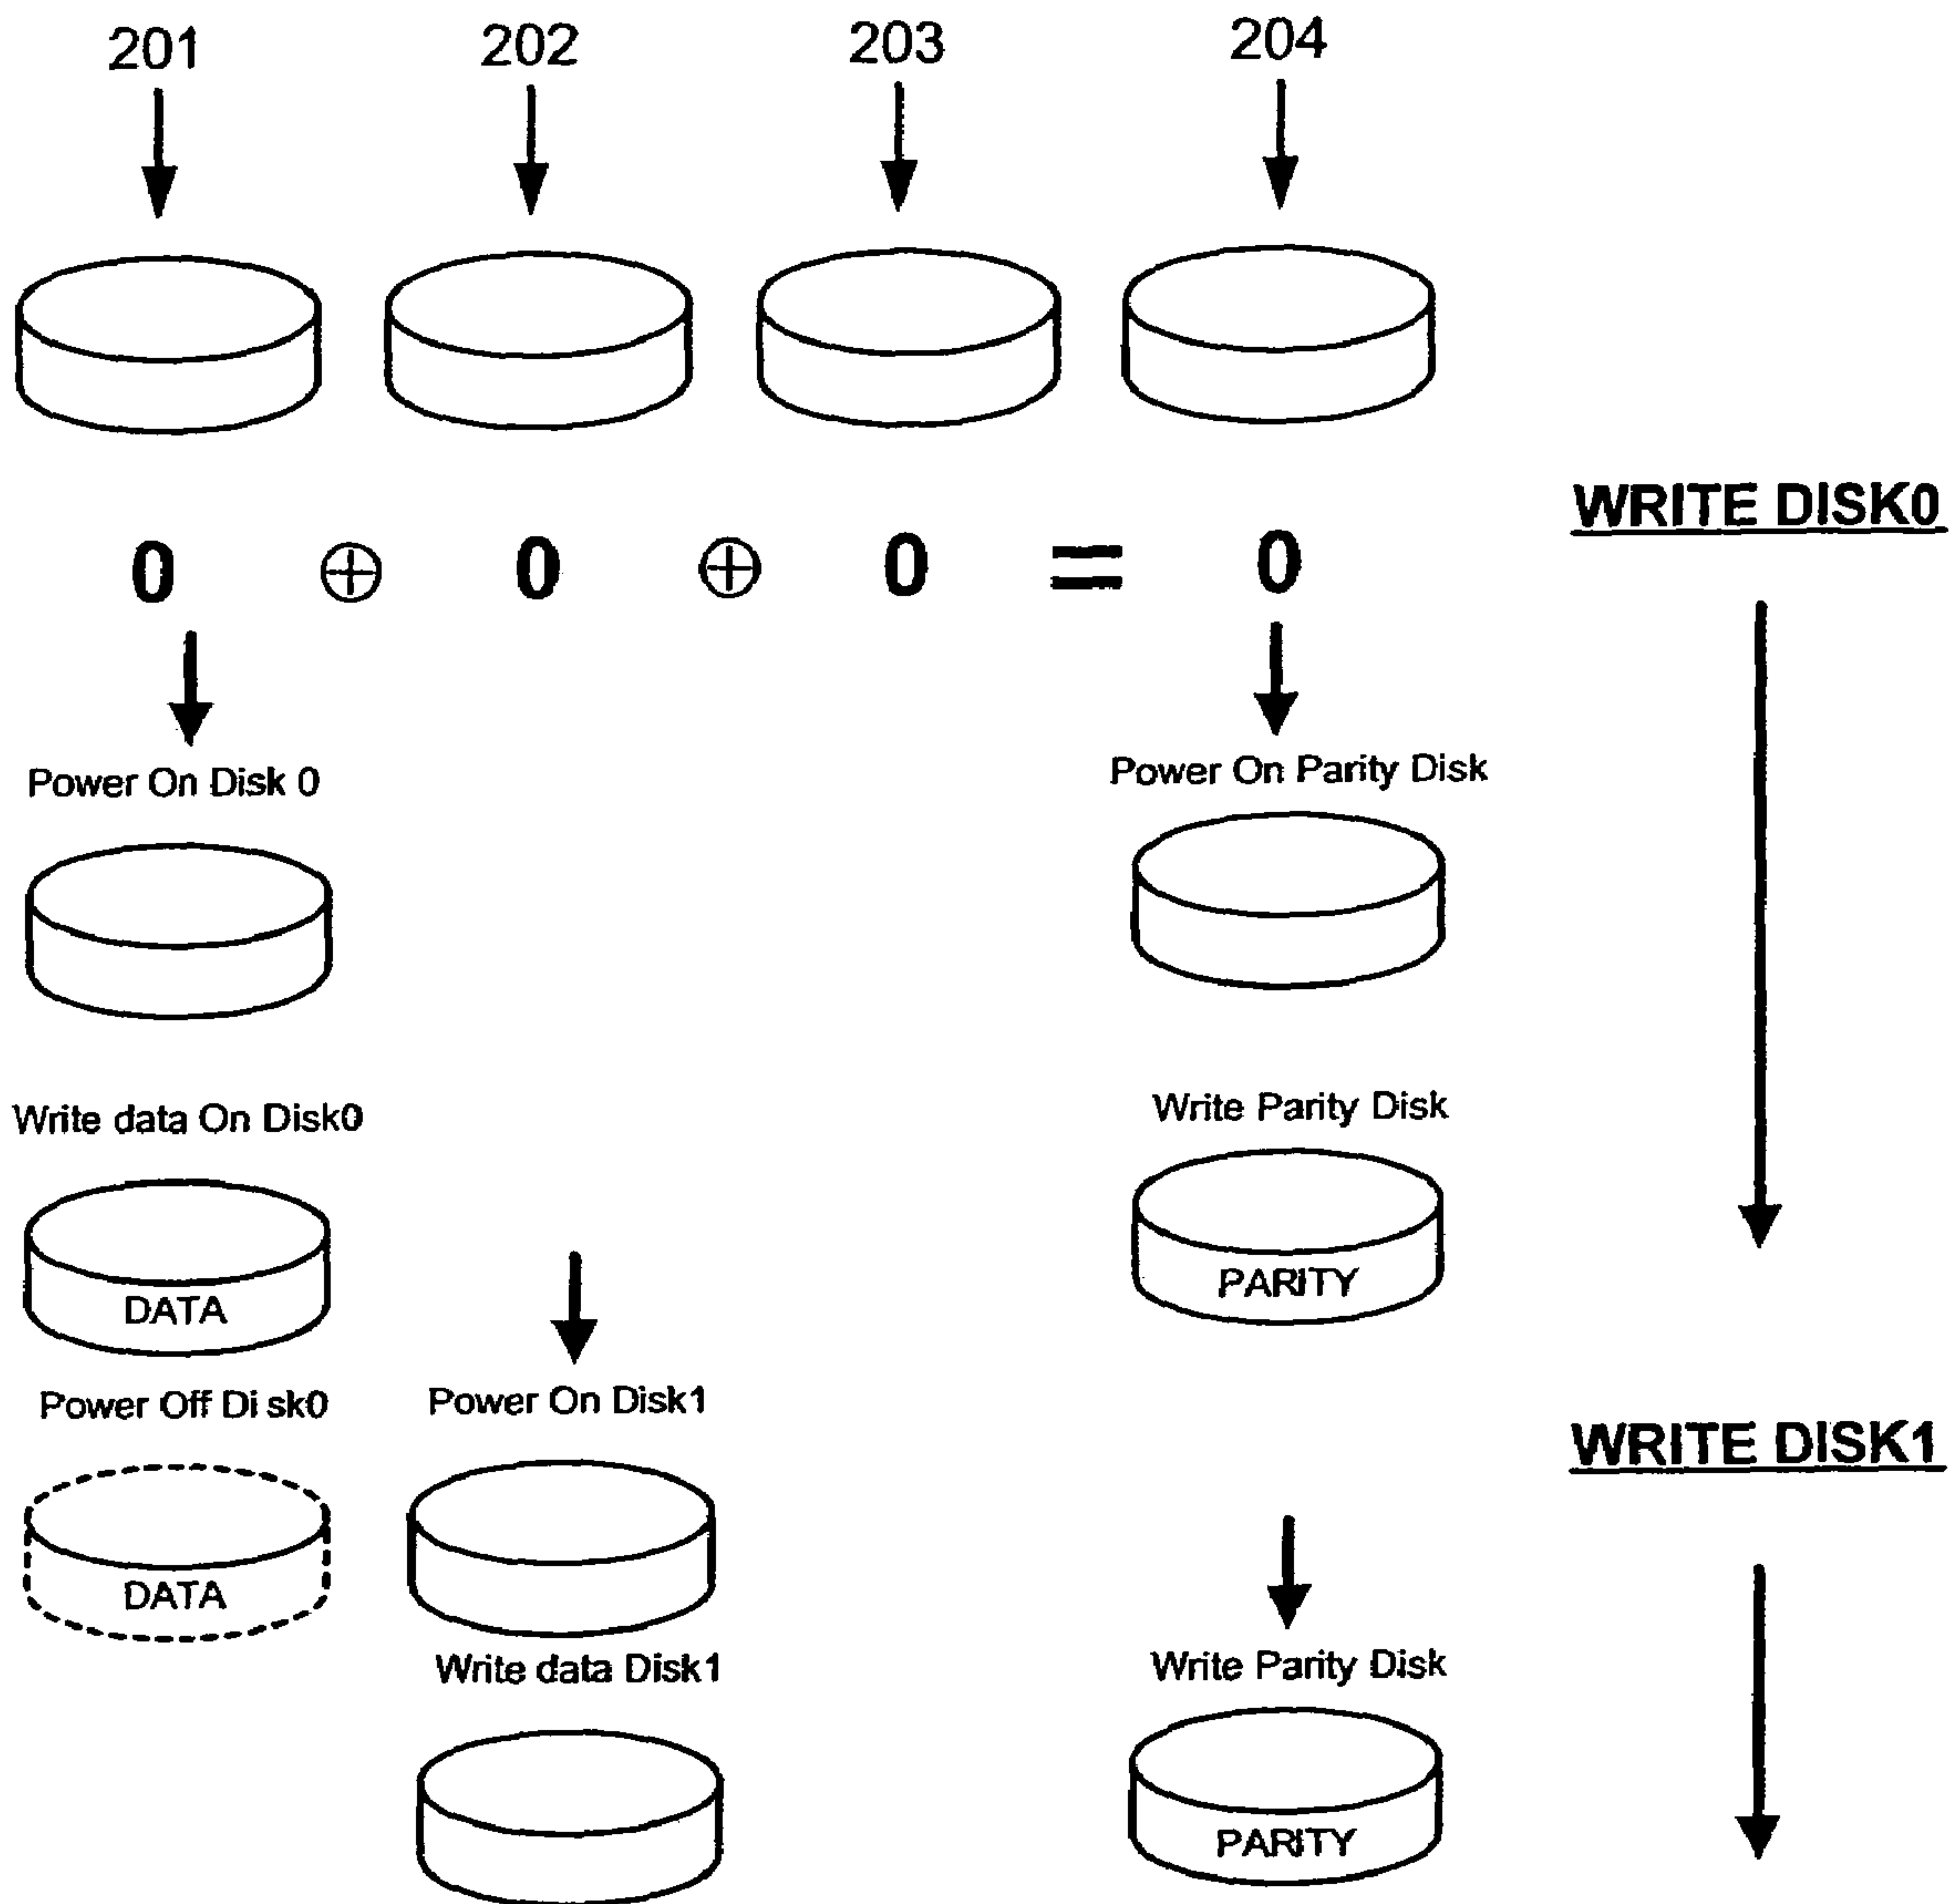 201 202 203 204
WRITE DISK0
0 ⊕ 0 ⊕ 0 = 0
Power On Disk 0 Power On Parity Disk
Write data On Disk0 Write Parity Disk
DATA PARITY
Power Off Di sk0 Power On Disk1
WRITE DISK1
DATA
Write data Disk1 Write Parity Disk
PARITY